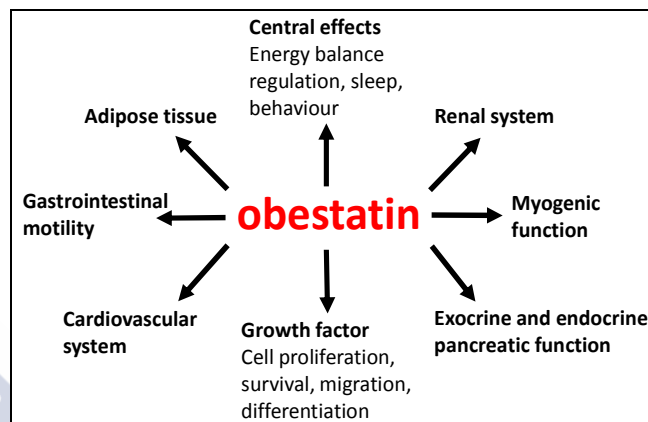 Central effects
Energy balance
regulation, sleep,
behaviour
Adipose tissue
Renal system
Gastrointestinal
motility
obestatin
Myogenic
function
Cardiovascular
system
Growth factor
Cell proliferation,
survival, migration,
differentiation
Exocrine and endocrine
pancreatic function